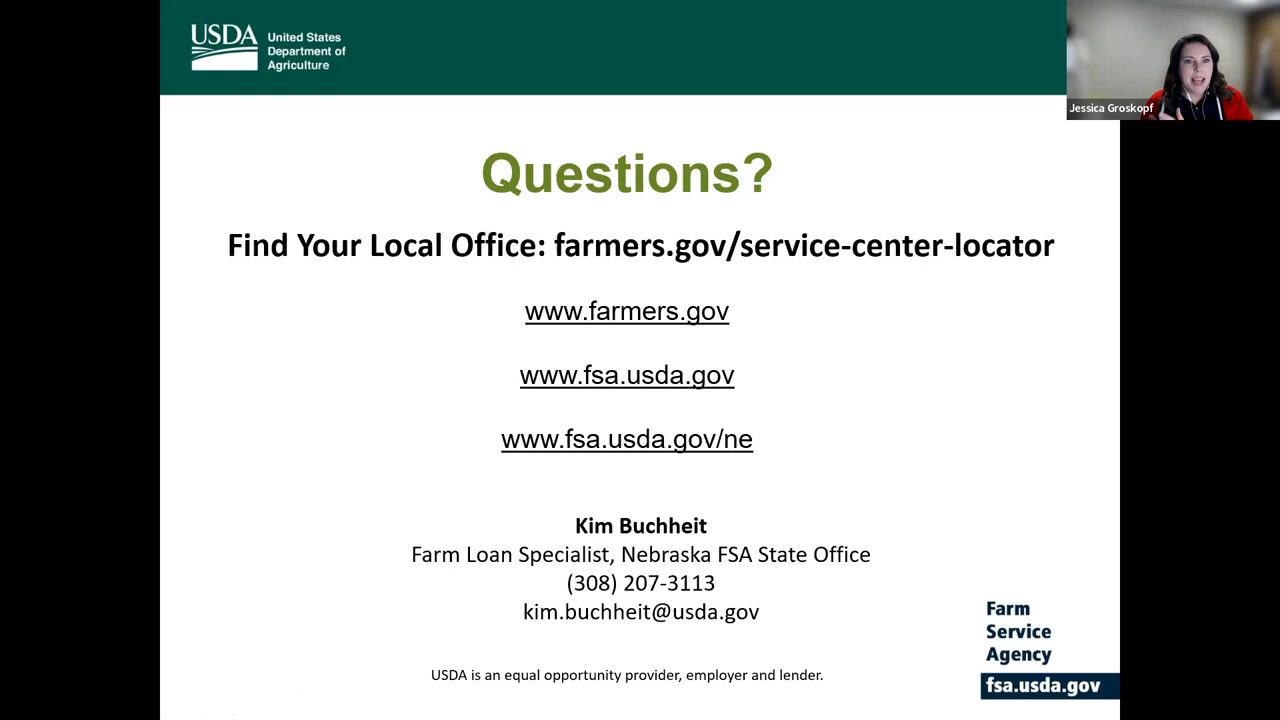 USDA
United States
Department of
Agriculture
Jessica Groskopf
Questions?
Find Your Local Office: farmers.gov/service-center-locator
www.farmers.gov
www.fsa.usda.gov
www.fsa.usda.gov/ne
Kim Buchheit
Farm Loan Specialist, Nebraska FSA State Office
(308) 207-3113
kim.buchheit@usda.gov
Farm
Service
Agency
fsa.usda.gov
USDA is an equal opportunity provider, employer and lender.